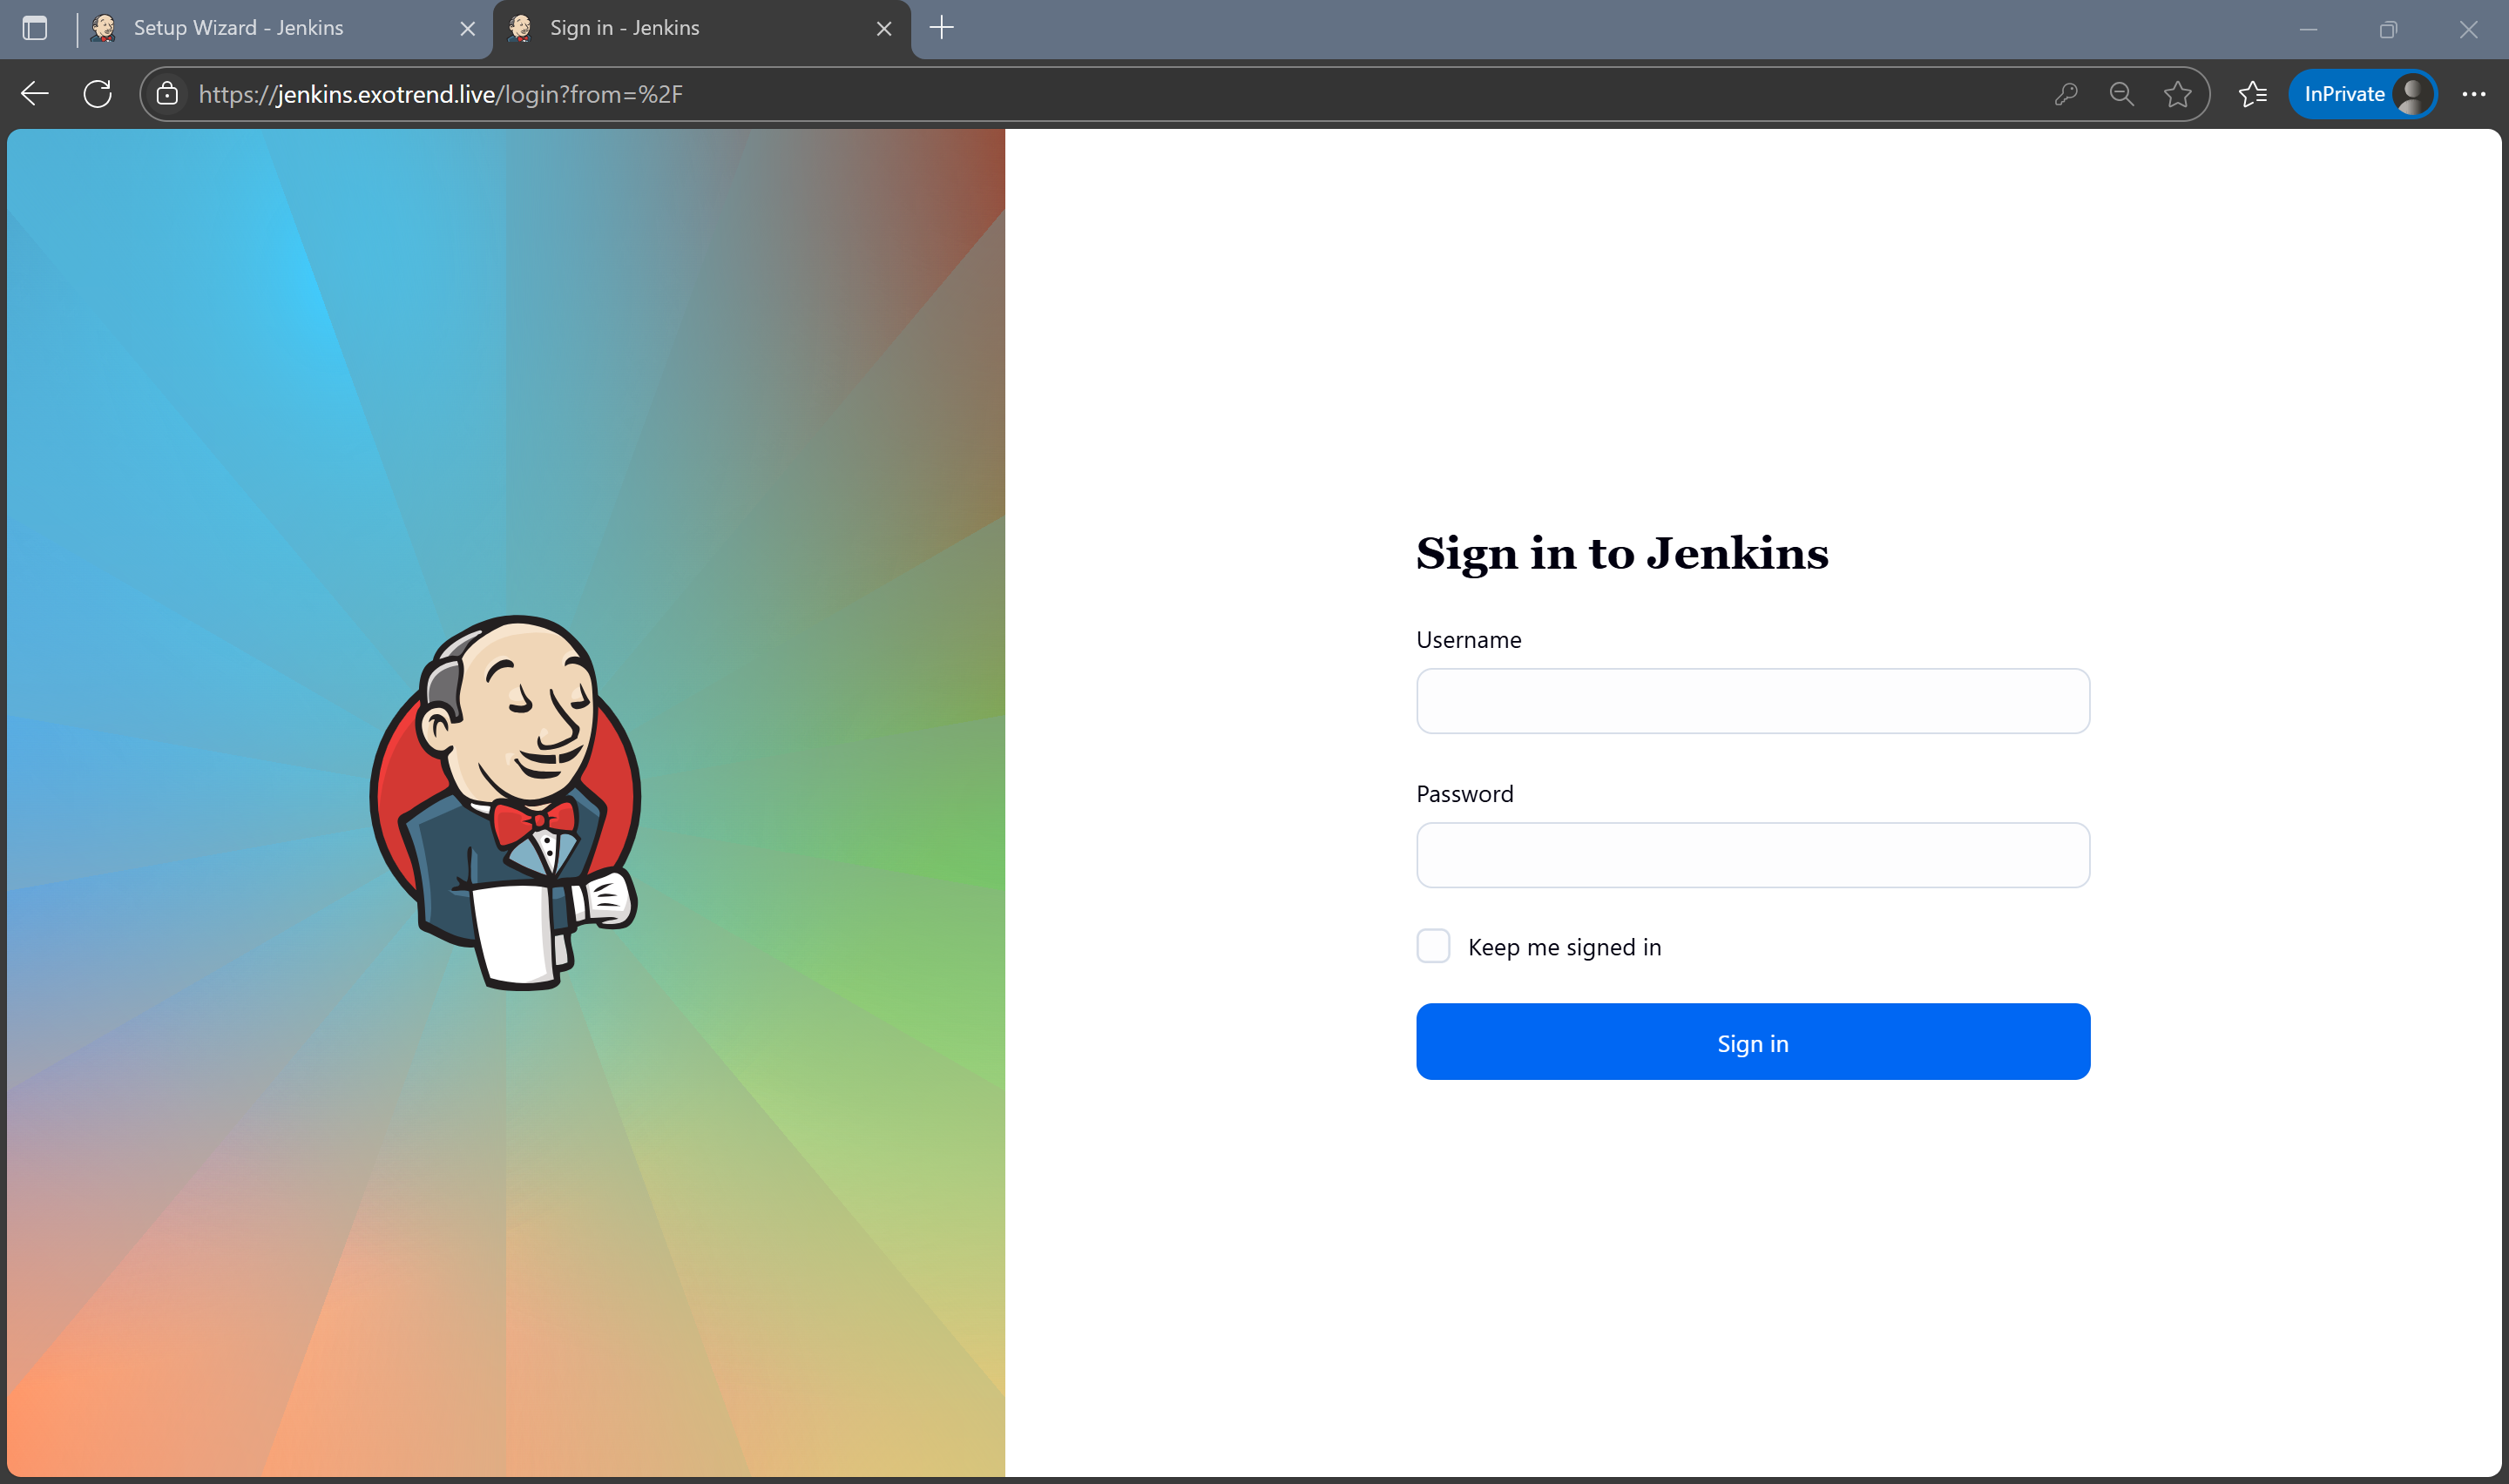 Setup Wizard - Jenkins
Sign in - Jenkins
https://jenkins.exotrend.live/login?from=%2F
InPrivate
Sign in to Jenkins
Username
Password
Keep me signed in
Sign in